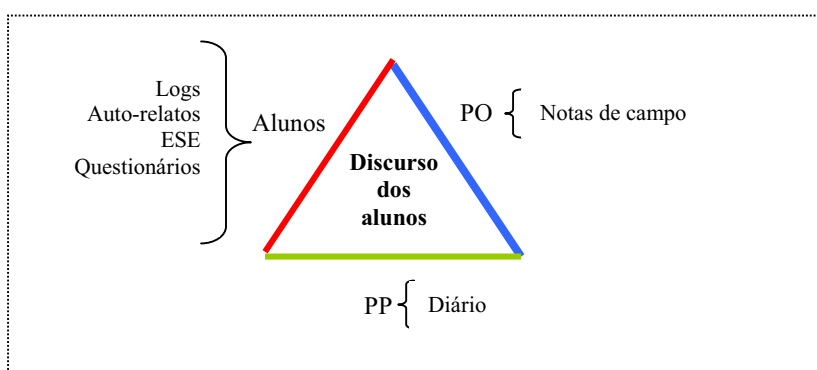 Logs
Auto-relatos
ESE
Questionários
Alunos
PO
Notas de campo
Discurso
dos
alunos
PP
Diário